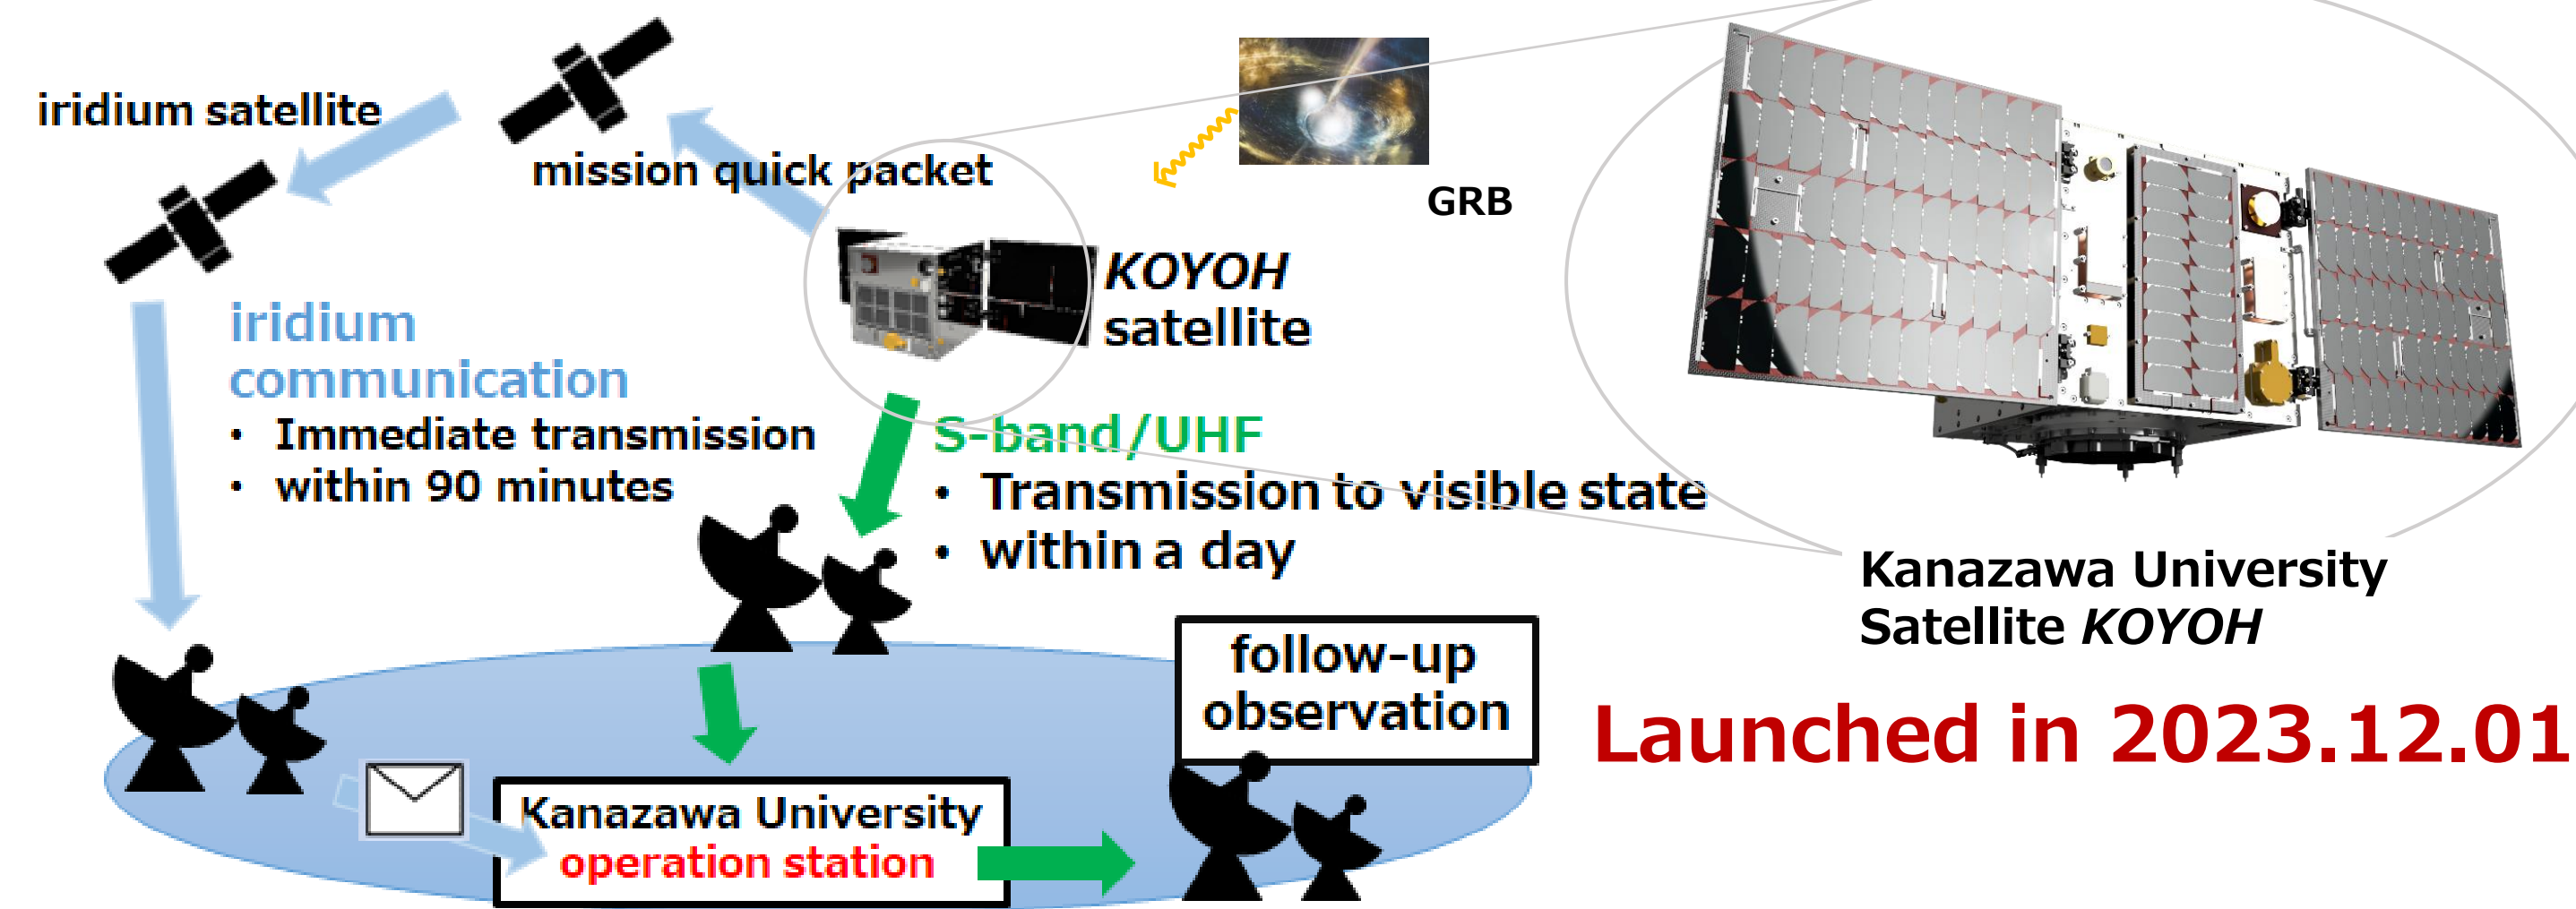 iridium satellite
mission quick packet
GRB
KOYOH
satellite
iridium
communication
・ Immediate transmission
・ within 90 minutes
S-band/UHF
・ Transmission to visible state
・ within a day
Kanazawa University
Satellite KOYOH
Launched in 2023.12.01
follow-up
observation
Kanazawa University
operation station